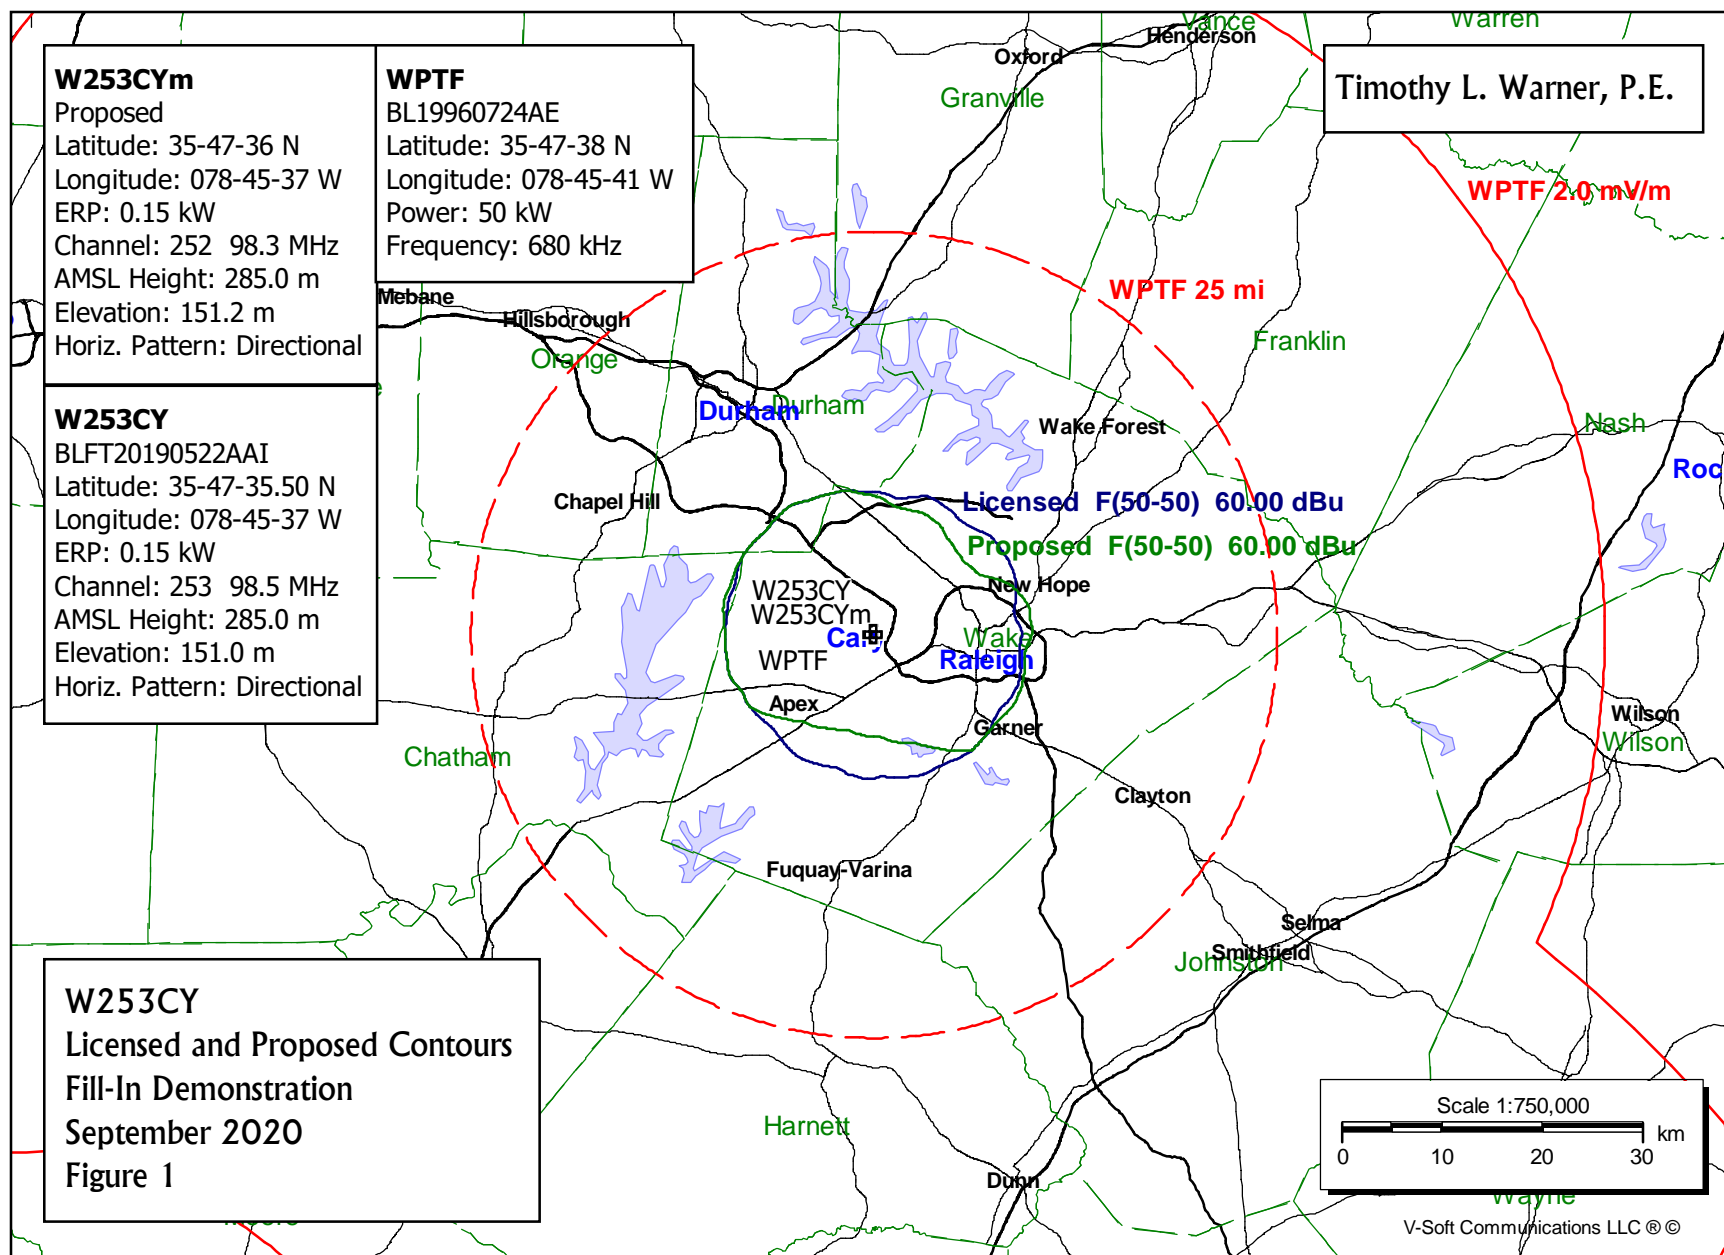 W253CYm
Proposed
Latitude: 35-47-36 N
Longitude: 078-45-37 W
ERP: 0.15 kW
Channel: 252  98.3 MHz
AMSL Height: 285.0 m
Elevation: 151.2 m
Horiz. Pattern: Directional
WPTF
BL19960724AE
Latitude: 35-47-38 N
Longitude: 078-45-41 W
Power: 50 kW
Frequency: 680 kHz
W253CY
BLFT20190522AAI
Latitude: 35-47-35.50 N
Longitude: 078-45-37 W
ERP: 0.15 kW
Channel: 253  98.5 MHz
AMSL Height: 285.0 m
Elevation: 151.0 m
Horiz. Pattern: Directional
Timothy L. Warner, P.E.
Vance
Warren
Henderson
Oxford
Granville
WPTF 2.0 mV/m
WPTF 25 mi
Mebane
Hillsborough
Orange
Franklin
Durham
Durham
Wake Forest
Nash
Roc
Chapel Hill
Licensed  F(50-50)  60.00 dBu
Proposed  F(50-50)  60.00 dBu
New Hope
W253CY
W253CYm
Cary
Wake
WPTF
Raleigh
Apex
Garner
Wilson
Wilson
Chatham
Clayton
Fuquay-Varina
Selma
Smithfield
Johnston
Harnett
Dunn
W253CY
Licensed and Proposed Contours
Fill-In Demonstration
September 2020
Figure 1
Scale 1:750,000
km
0 10 20 30
Wayne
V-Soft Communications LLC ® ©